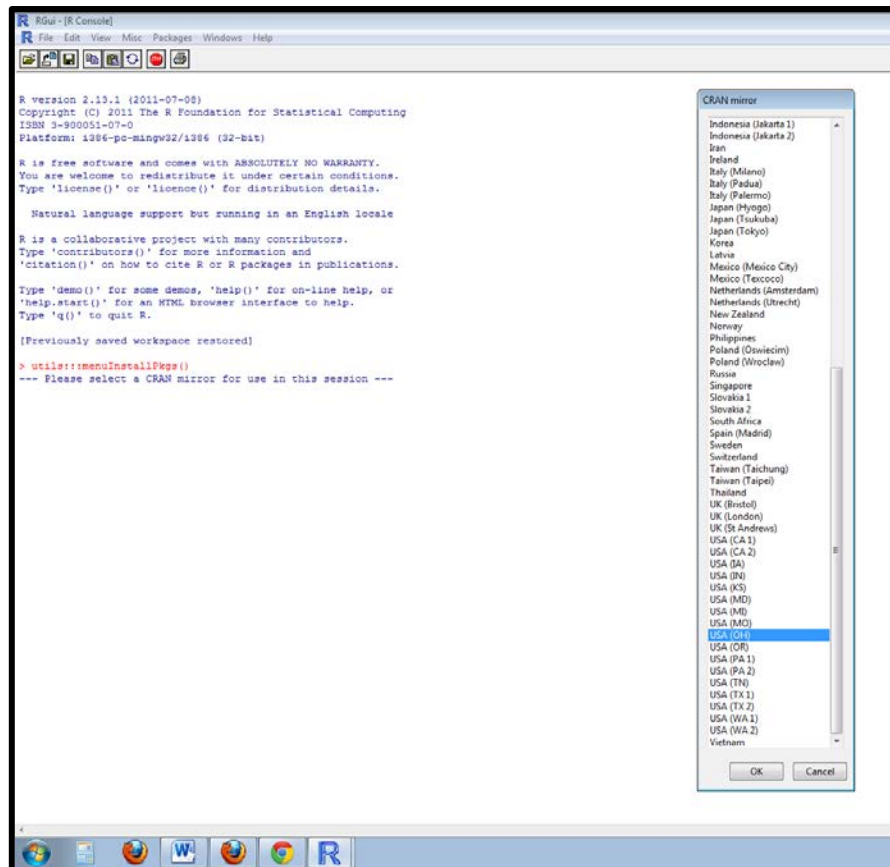 RGui - [R Console]
File Edit View Misc Packages Windows Help
STOP
R version 2.13.1 (2011-07-08)
Copyright (C) 2011 The R Foundation for Statistical Computing
ISBN 3-900051-07-0
Platform: i386-pc-mingw32/i386 (32-bit)
R is free software and comes with ABSOLUTELY NO WARRANTY.
You are welcome to redistribute it under certain conditions.
Type 'license()' or 'licence()' for distribution details.
Natural language support but running in an English locale
R is a collaborative project with many contributors.
Type 'contributors()' for more information and
'citation()' on how to cite R or R packages in publications.
Type 'demo()' for some demos, 'help()' for on-line help, or
'help.start()' for an HTML browser interface to help.
Type 'q()' to quit R.
[Previously saved workspace restored]
> utils:::menuInstallPkgs()
--- Please select a CRAN mirror for use in this session ---
CRAN mirror
Indonesia (Jakarta 1)
Indonesia (Jakarta 2)
Iran
Ireland
Italy (Milano)
Italy (Padua)
Italy (Palermo)
Japan (Hyogo)
Japan (Tsukuba)
Japan (Tokyo)
Korea
Latvia
Mexico (Mexico City)
Mexico (Texcoco)
Netherlands (Amsterdam)
Netherlands (Utrecht)
New Zealand
Norway
Philippines
Poland (Oswiecim)
Poland (Wroclaw)
Russia
Singapore
Slovakia 1
Slovakia 2
South Africa
Spain (Madrid)
Sweden
Switzerland
Taiwan (Taichung)
Taiwan (Taipei)
Thailand
UK (Bristol)
UK (London)
UK (St Andrews)
USA (CA 1)
USA (CA 2)
USA (IA)
USA (IN)
USA (KS)
USA (MD)
USA (MI)
USA (MO)
USA (OH)
USA (OR)
USA (PA 1)
USA (PA 2)
USA (TN)
USA (TX 1)
USA (TX 2)
USA (WA 1)
USA (WA 2)
Vietnam
OK Cancel